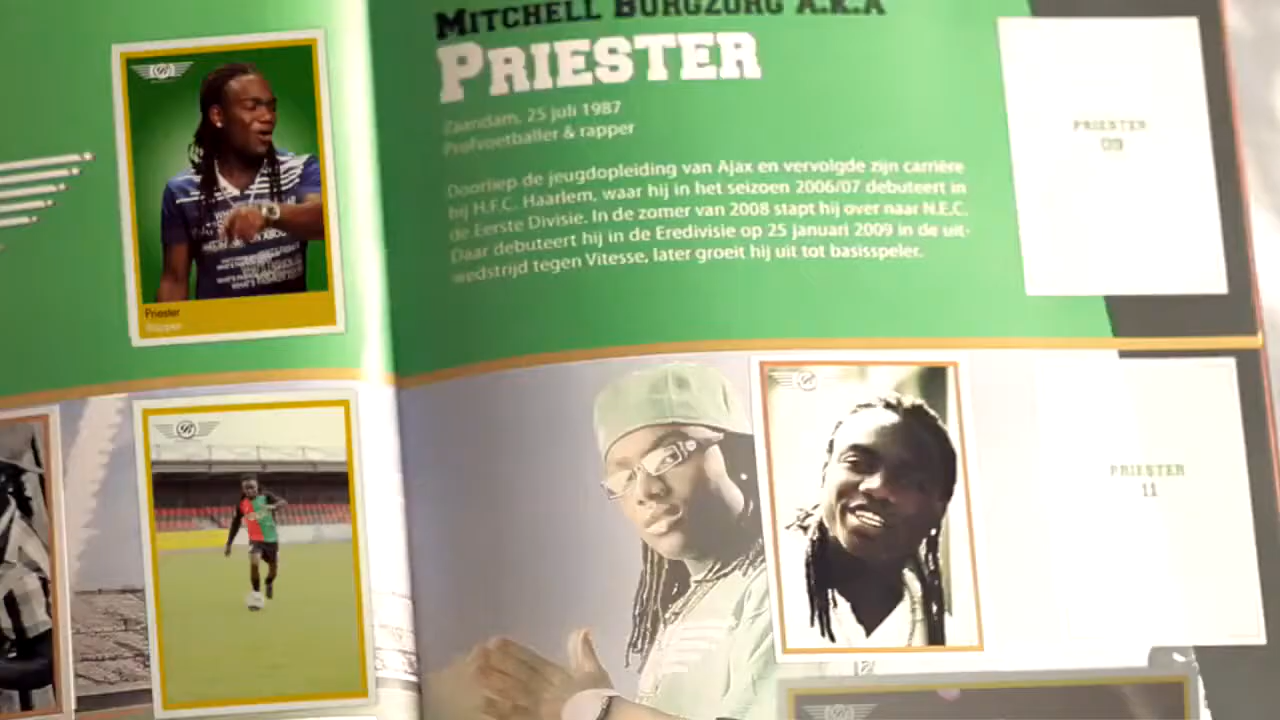 MITCHELL BURGZORG A.K.A
PRIESTER
Zaandam, 25 juli 1987
Profvoetballer & rapper
Doorliep de jeugdopleiding van Ajax en vervolgde zijn carrière
bij H.F.C. Haarlem, waar hij in het seizoen 2006/07 debuteert in
de Eerste Divisie. In de zomer van 2008 stapt hij over naar N.E.C.
Daar debuteert hij in de Eredivisie op 25 januari 2009 in de uit-
wedstrijd tegen Vitesse, later groeit hij uit tot basisspeler.
PRIESTER
09
Priester
Rapper
PRIESTER
11